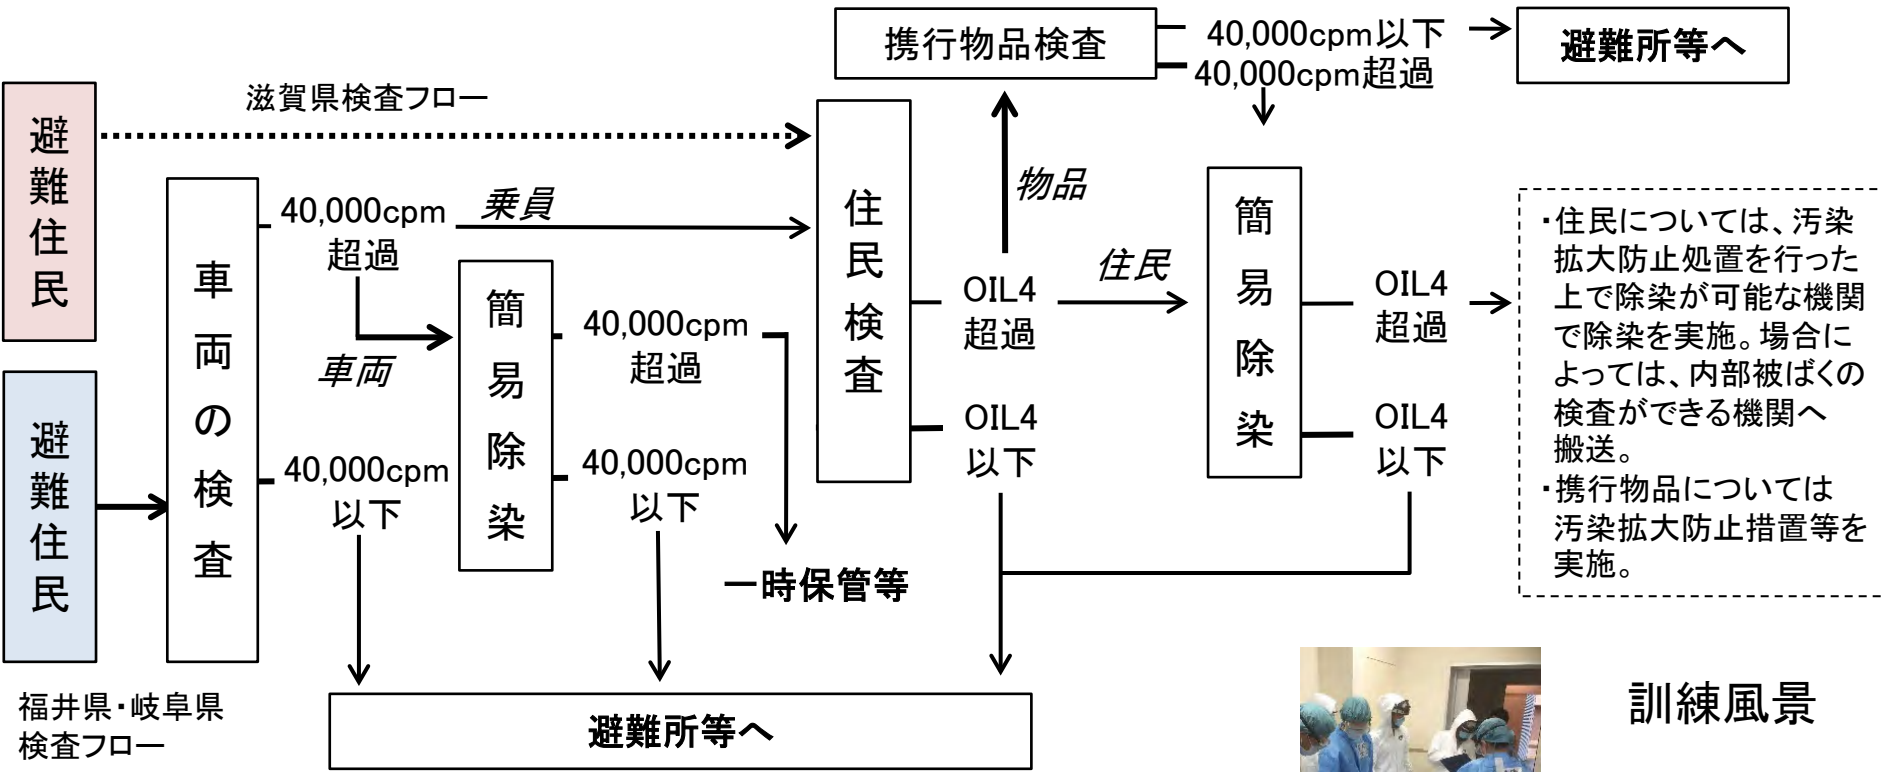 携行物品検査
40,000cpm以下
40,000cpm超過
避難所等へ
滋賀県検査フロー
避難住民
避難住民
福井県・岐阜県
検査フロー
車両の検査
40,000cpm
超過
乗員
車両
40,000cpm
以下
簡易除染
40,000cpm
超過
40,000cpm
以下
一時保管等
住民検査
物品
OIL4
超過
住民
OIL4
以下
簡易除染
OIL4
超過
OIL4
以下
・住民については、汚染
拡大防止処置を行った
上で除染が可能な機関
で除染を実施。場合に
よっては、内部被ばくの
検査ができる機関へ
搬送。
・携行物品については
汚染拡大防止措置等を
実施。
避難所等へ
訓練風景